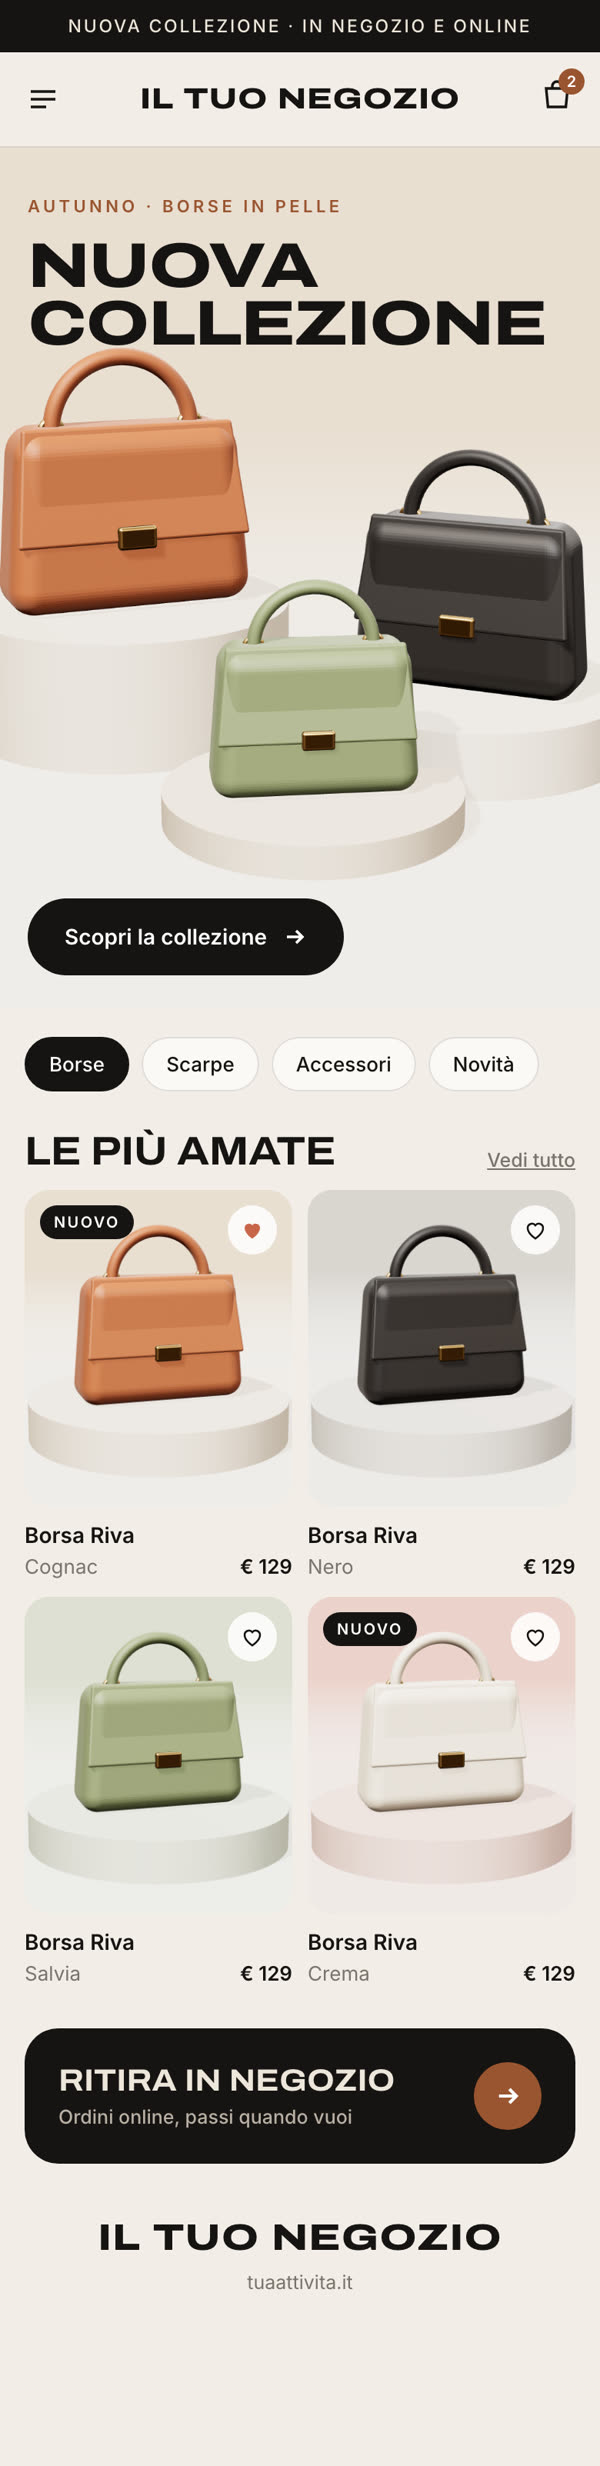 NUOVA COLLEZIONE · IN NEGOZIO E ONLINE
IL TUO NEGOZIO
2
AUTUNNO · BORSE IN PELLE
NUOVA
COLLEZIONE
Scopri la collezione →
Borse Scarpe Accessori Novità
LE PIÙ AMATE
Vedi tutto
NUOVO
Borsa Riva
Cognac € 129
Borsa Riva
Nero € 129
NUOVO
Borsa Riva
Salvia € 129
Borsa Riva
Crema € 129
RITIRA IN NEGOZIO
Ordini online, passi quando vuoi
→
IL TUO NEGOZIO
tuaattivita.it